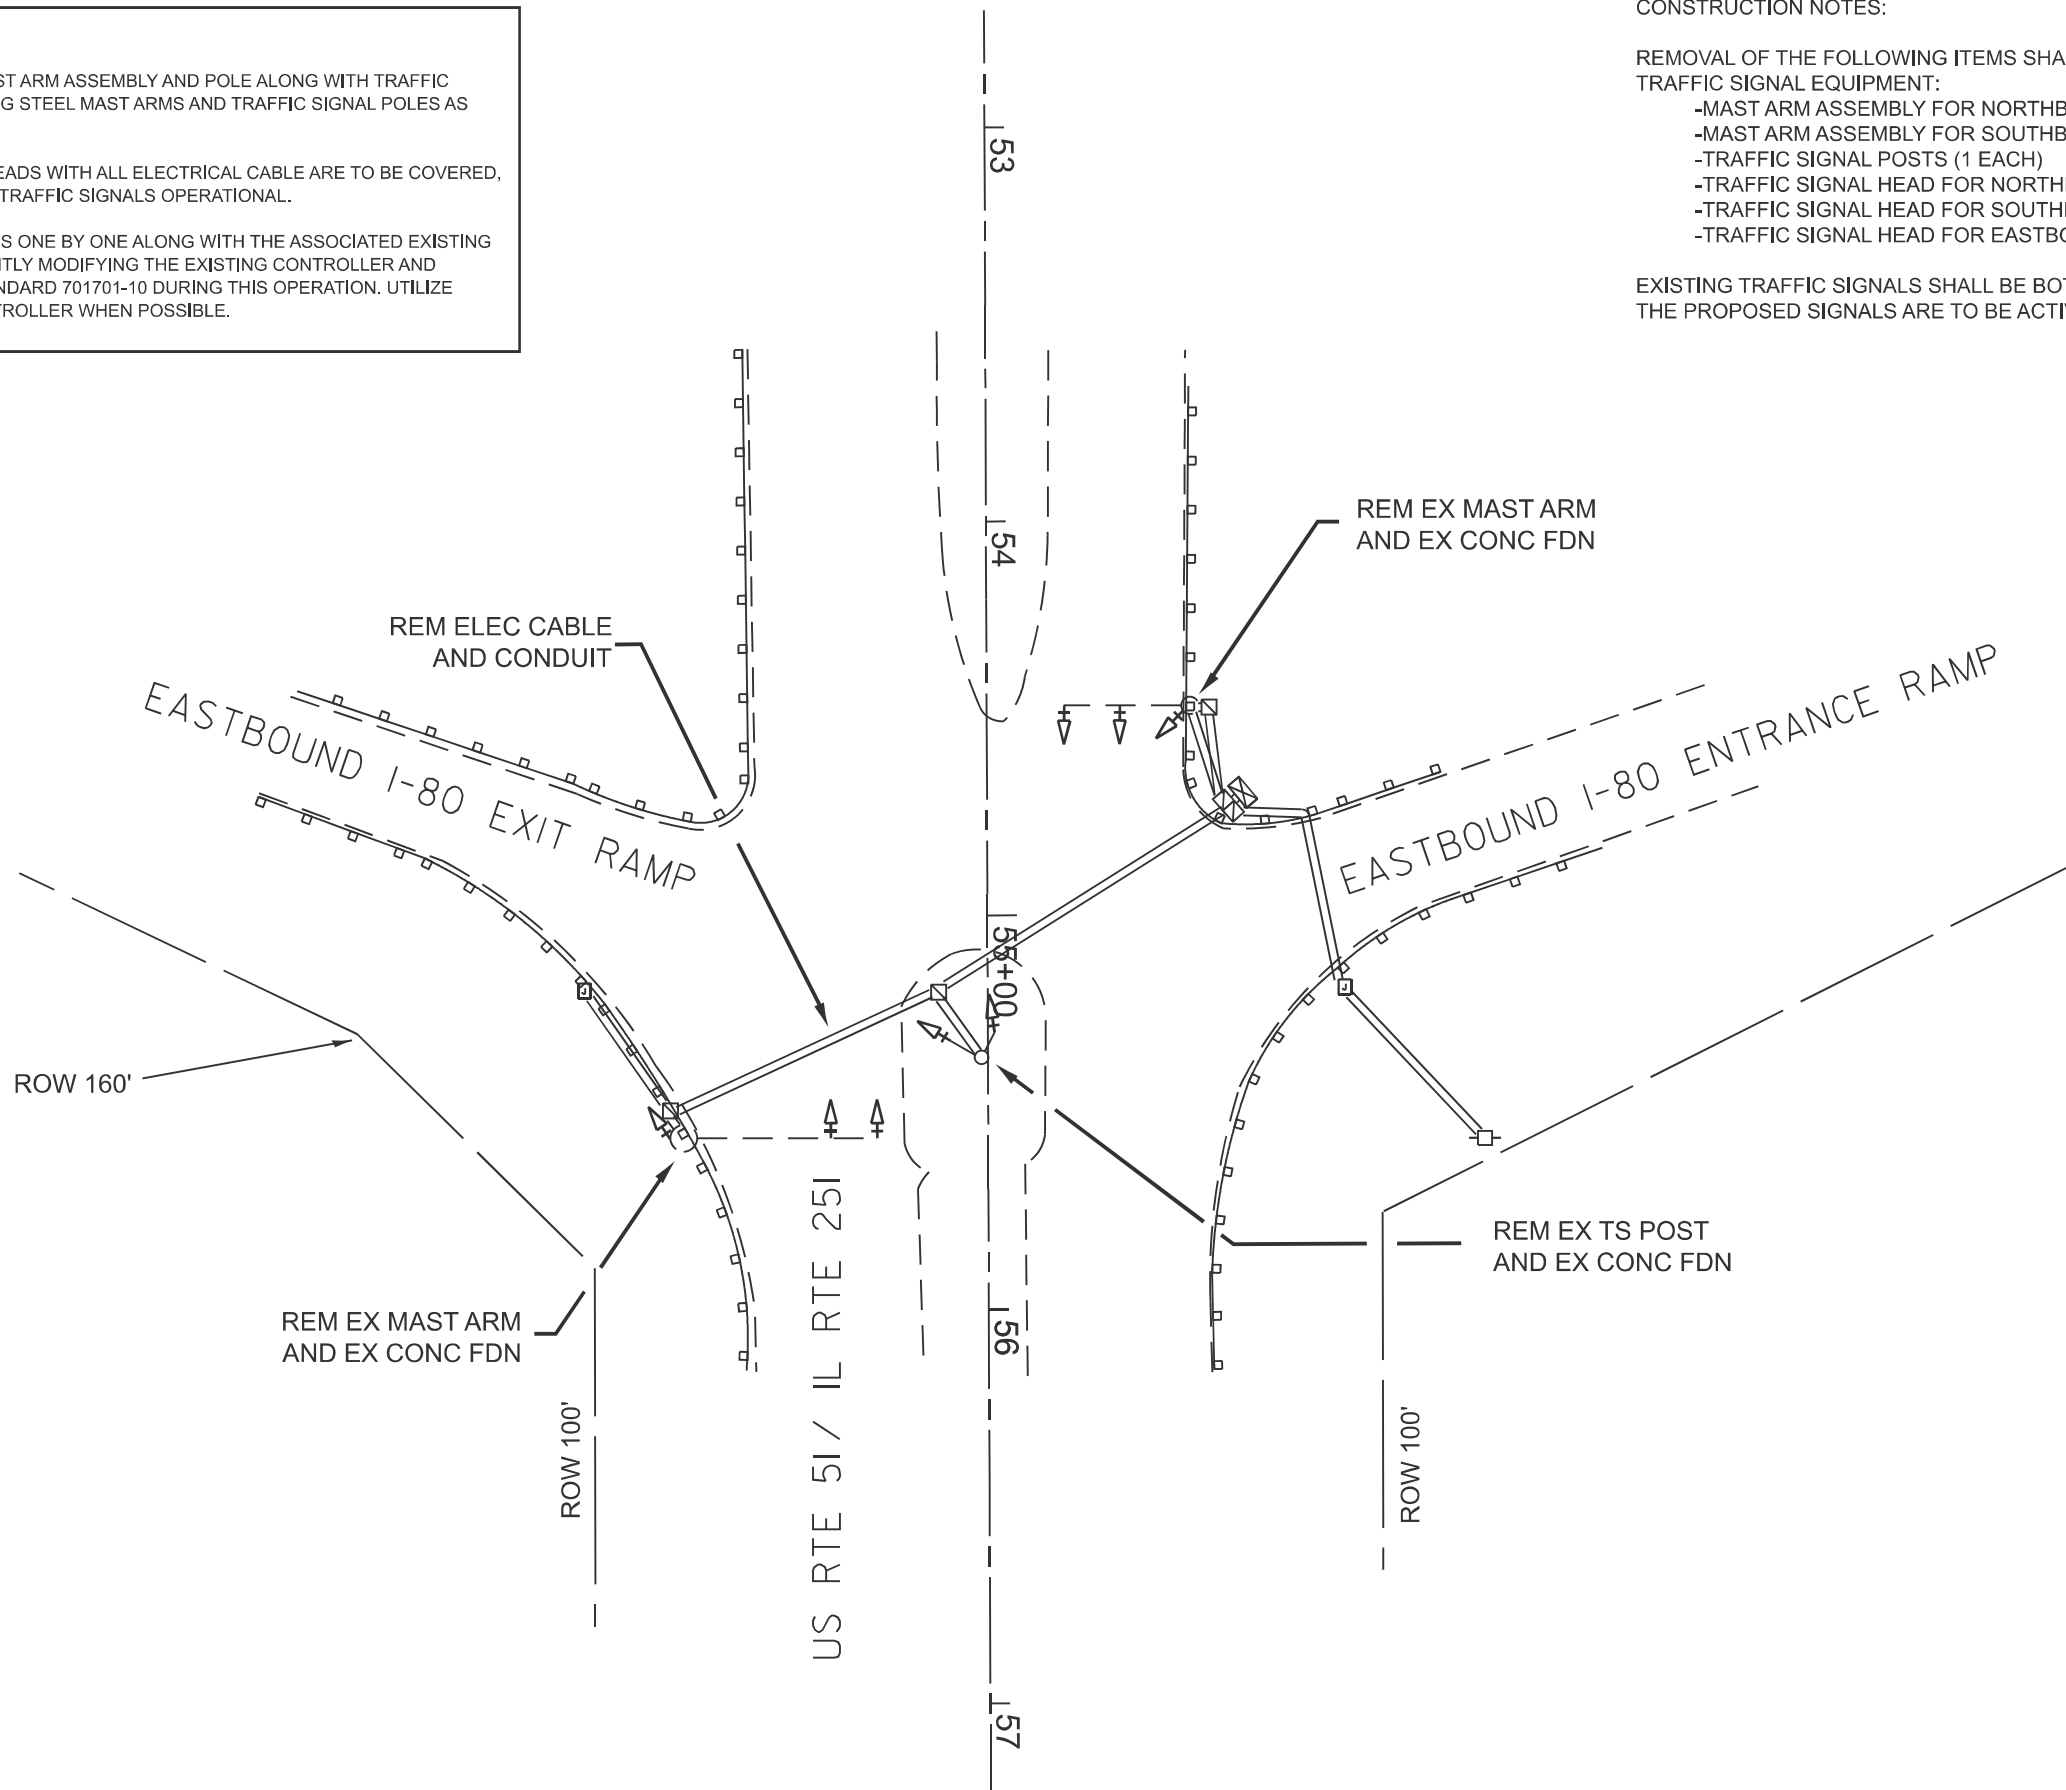 ST ARM ASSEMBLY AND POLE ALONG WITH TRAFFIC
G STEEL MAST ARMS AND TRAFFIC SIGNAL POLES AS
EADS WITH ALL ELECTRICAL CABLE ARE TO BE COVERED,
TRAFFIC SIGNALS OPERATIONAL.
S ONE BY ONE ALONG WITH THE ASSOCIATED EXISTING
TLY MODIFYING THE EXISTING CONTROLLER AND
NDARD 701701-10 DURING THIS OPERATION. UTILIZE
TROLLER WHEN POSSIBLE.
CONSTRUCTION NOTES:
REMOVAL OF THE FOLLOWING ITEMS SHA
TRAFFIC SIGNAL EQUIPMENT:
-MAST ARM ASSEMBLY FOR NORTHB
-MAST ARM ASSEMBLY FOR SOUTHB
-TRAFFIC SIGNAL POSTS (1 EACH)
-TRAFFIC SIGNAL HEAD FOR NORTH
-TRAFFIC SIGNAL HEAD FOR SOUTH
-TRAFFIC SIGNAL HEAD FOR EASTBO
EXISTING TRAFFIC SIGNALS SHALL BE BOT
THE PROPOSED SIGNALS ARE TO BE ACTI
53
54
REM EX MAST ARM
AND EX CONC FDN
REM ELEC CABLE
AND CONDUIT
EASTBOUND I-80 EXIT RAMP
EASTBOUND I-80 ENTRANCE RAMP
55+00
ROW 160'
REM EX TS POST
AND EX CONC FDN
REM EX MAST ARM
AND EX CONC FDN
56
US RTE 51/ IL RTE 251
ROW 100'
ROW 100'
57